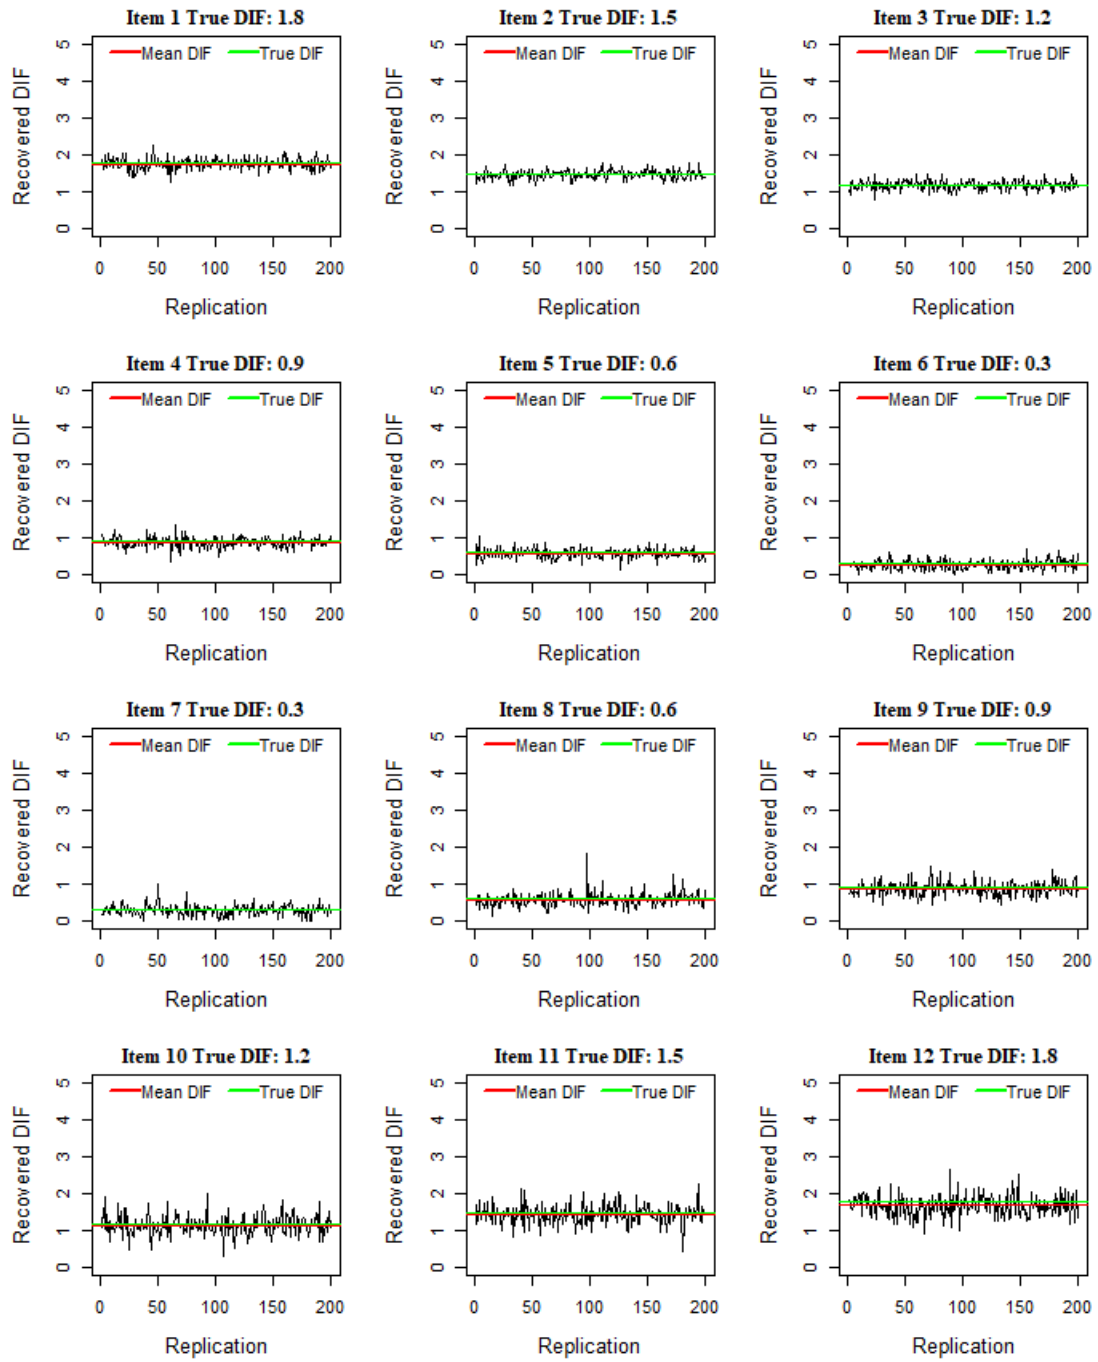 Item 1 True DIF: 1.8
Mean DIF True DIF
Recovered DIF
0 1 2 3 4 5
0 50 100 150 200
Replication
Item 2 True DIF: 1.5
Mean DIF True DIF
Recovered DIF
0 1 2 3 4 5
0 50 100 150 200
Replication
Item 3 True DIF: 1.2
Mean DIF True DIF
Recovered DIF
0 1 2 3 4 5
0 50 100 150 200
Replication
Item 4 True DIF: 0.9
Mean DIF True DIF
Recovered DIF
0 1 2 3 4 5
0 50 100 150 200
Replication
Item 5 True DIF: 0.6
Mean DIF True DIF
Recovered DIF
0 1 2 3 4 5
0 50 100 150 200
Replication
Item 6 True DIF: 0.3
Mean DIF True DIF
Recovered DIF
0 1 2 3 4 5
0 50 100 150 200
Replication
Item 7 True DIF: 0.3
Mean DIF True DIF
Recovered DIF
0 1 2 3 4 5
0 50 100 150 200
Replication
Item 8 True DIF: 0.6
Mean DIF True DIF
Recovered DIF
0 1 2 3 4 5
0 50 100 150 200
Replication
Item 9 True DIF: 0.9
Mean DIF True DIF
Recovered DIF
0 1 2 3 4 5
0 50 100 150 200
Replication
Item 10 True DIF: 1.2
Mean DIF True DIF
Recovered DIF
0 1 2 3 4 5
0 50 100 150 200
Replication
Item 11 True DIF: 1.5
Mean DIF True DIF
Recovered DIF
0 1 2 3 4 5
0 50 100 150 200
Replication
Item 12 True DIF: 1.8
Mean DIF True DIF
Recovered DIF
0 1 2 3 4 5
0 50 100 150 200
Replication